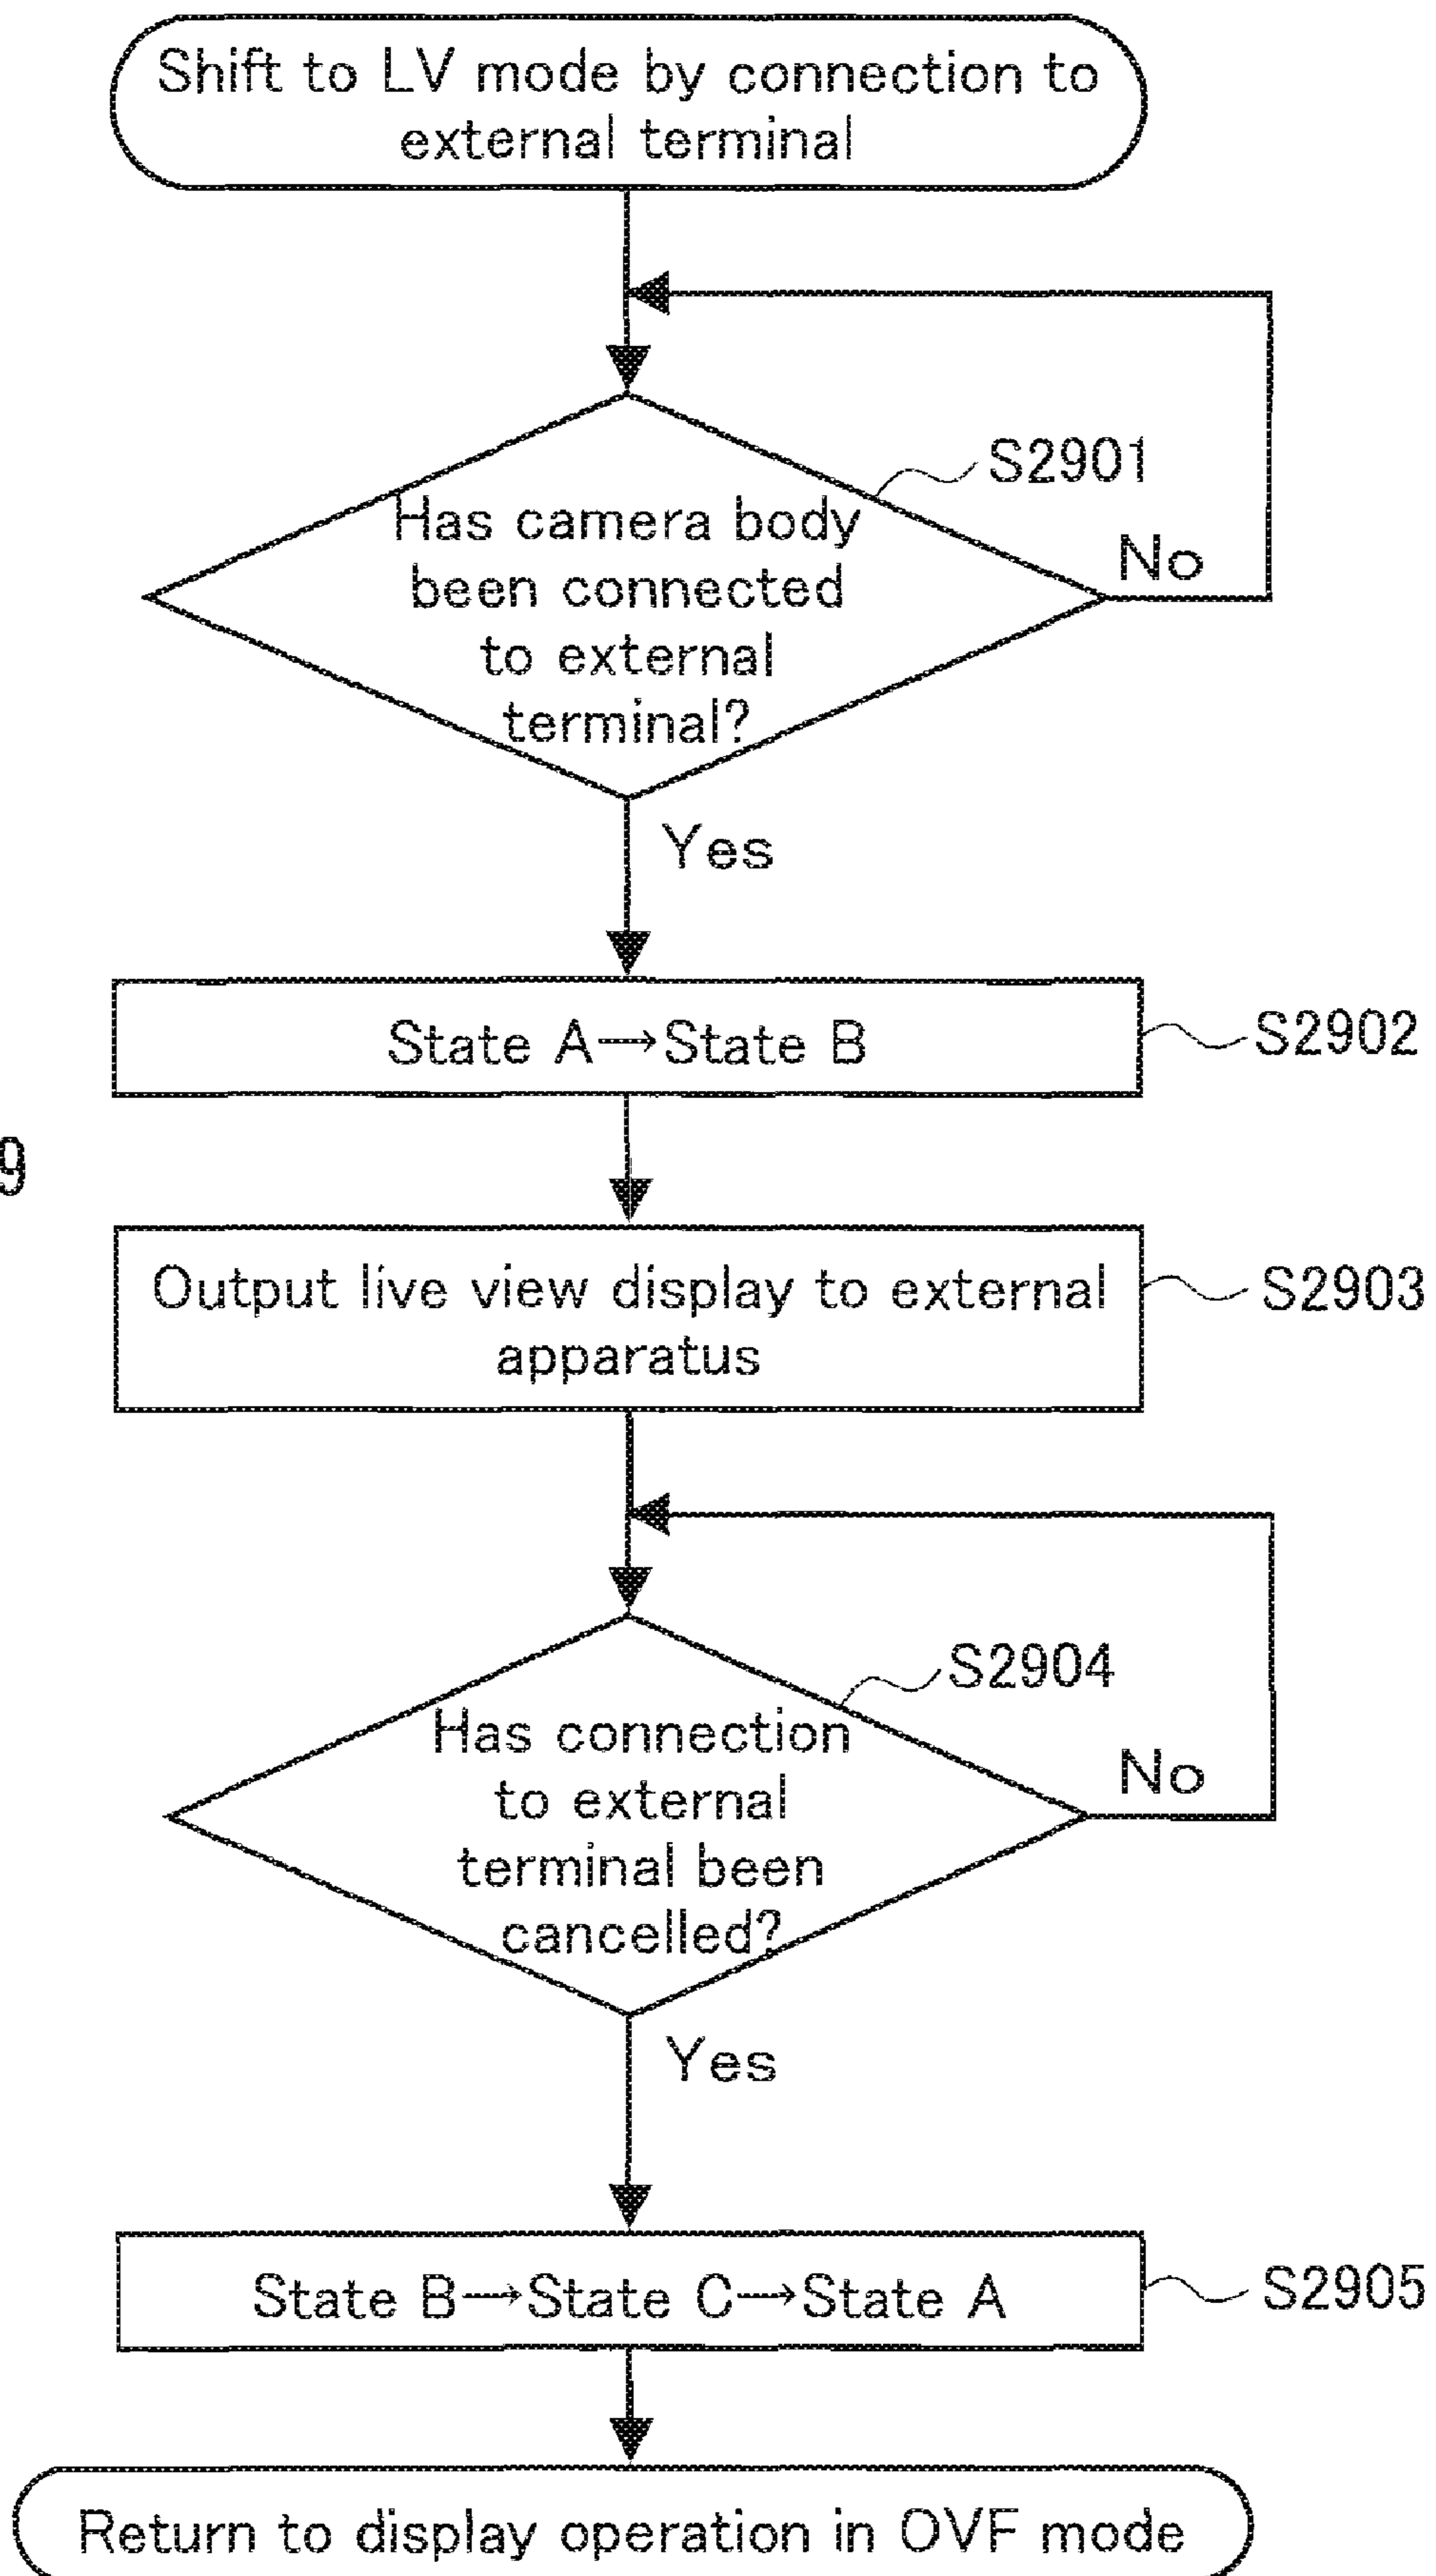 Shift to LV mode by connection to
external terminal
S2901
Has camera body
been connected
to external
terminal?
No
Yes
State A→State B
S2902
9
Output live view display to external
apparatus
S2903
S2904
Has connection
to external
terminal been
cancelled?
No
Yes
State B→State C→State A
S2905
Return to display operation in OVF mode